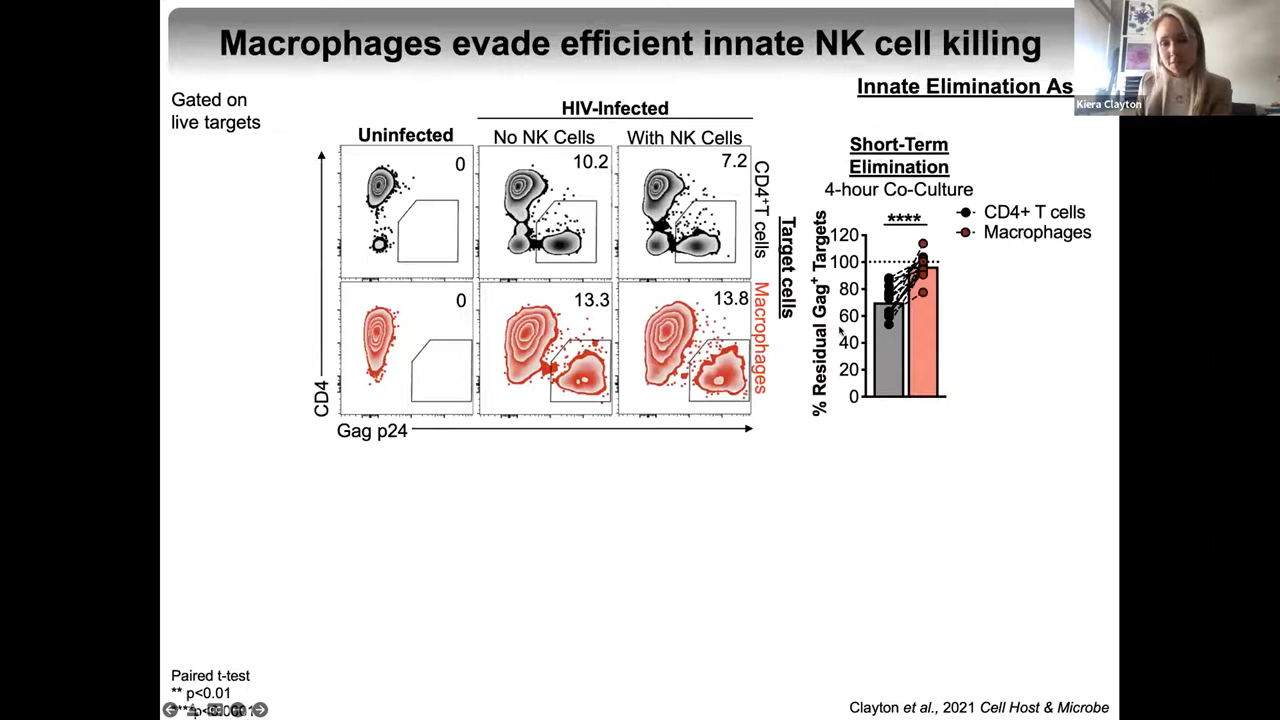 Macrophages evade efficient innate NK cell killing
Kiera Clayton
Innate Elimination As
Gated on
live targets
HIV-Infected
Uninfected
No NK Cells
With NK Cells
0
10.2
7.2
CD4+T cells
0
13.3
13.8
Macrophages
Target cells
CD4
Gag p24
Short-Term
Elimination
4-hour Co-Culture
****
CD4+ T cells
Macrophages
% Residual Gag+ Targets
120
100
80
60
40
20
0
Paired t-test
** p<0.01
****p<0.0001
Clayton et al., 2021 Cell Host & Microbe